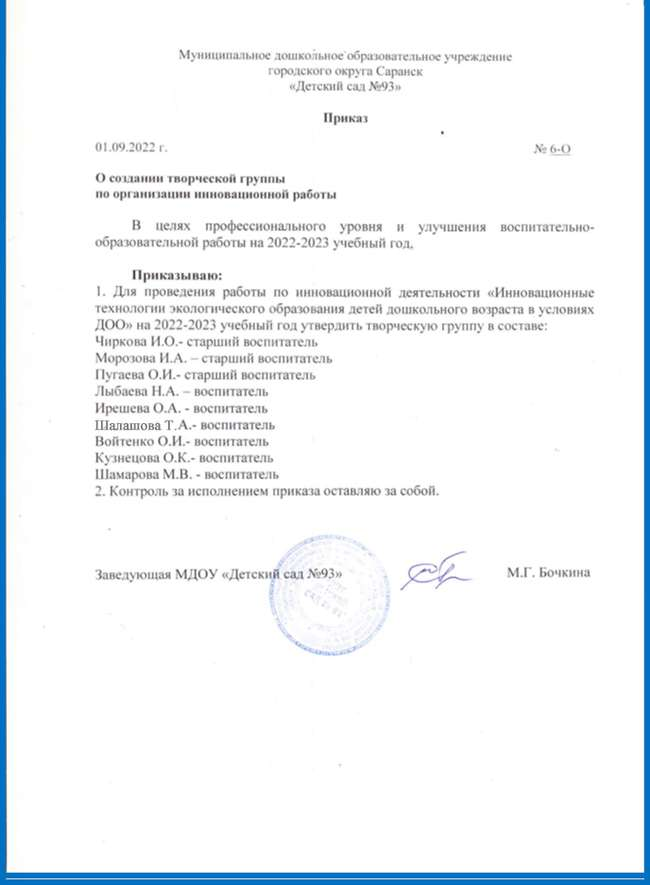 Муниципальное дошкольное образовательное учреждение
городского округа Саранск
«Детский сад №93»
Приказ
01.09.2022 г. № 6-О
О создании творческой группы
по организации инновационной работы
В целях профессионального уровня и улучшения воспитательно-
образовательной работы на 2022-2023 учебный год,
Приказываю:
1. Для проведения работы по инновационной деятельности «Инновационные
технологии экологического образования детей дошкольного возраста в условиях
ДОО» на 2022-2023 учебный год утвердить творческую группу в составе:
Чиркова И.О.- старший воспитатель
Морозова И.А. – старший воспитатель
Пугаева О.И.- старший воспитатель
Лыбаева Н.А. – воспитатель
Ирешева О.А. - воспитатель
Шалашова Т.А.- воспитатель
Войтенко О.И.- воспитатель
Кузнецова О.К.- воспитатель
Шамарова М.В. - воспитатель
2. Контроль за исполнением приказа оставляю за собой.
Заведующая МДОУ «Детский сад №93» М.Г. Бочкина